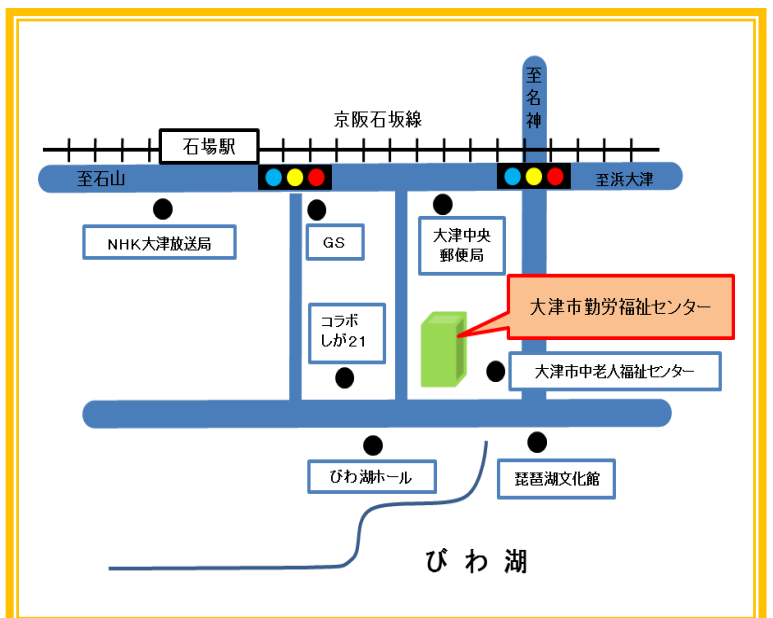 至名神
京阪石坂線
石場駅
至石山
至浜大津
NHK大津放送局
GS
大津中央
郵便局
大津市勤労福祉センター
コラボ
しが21
大津市中老人福祉センター
びわ湖ホール
琵琶湖文化館
びわ湖